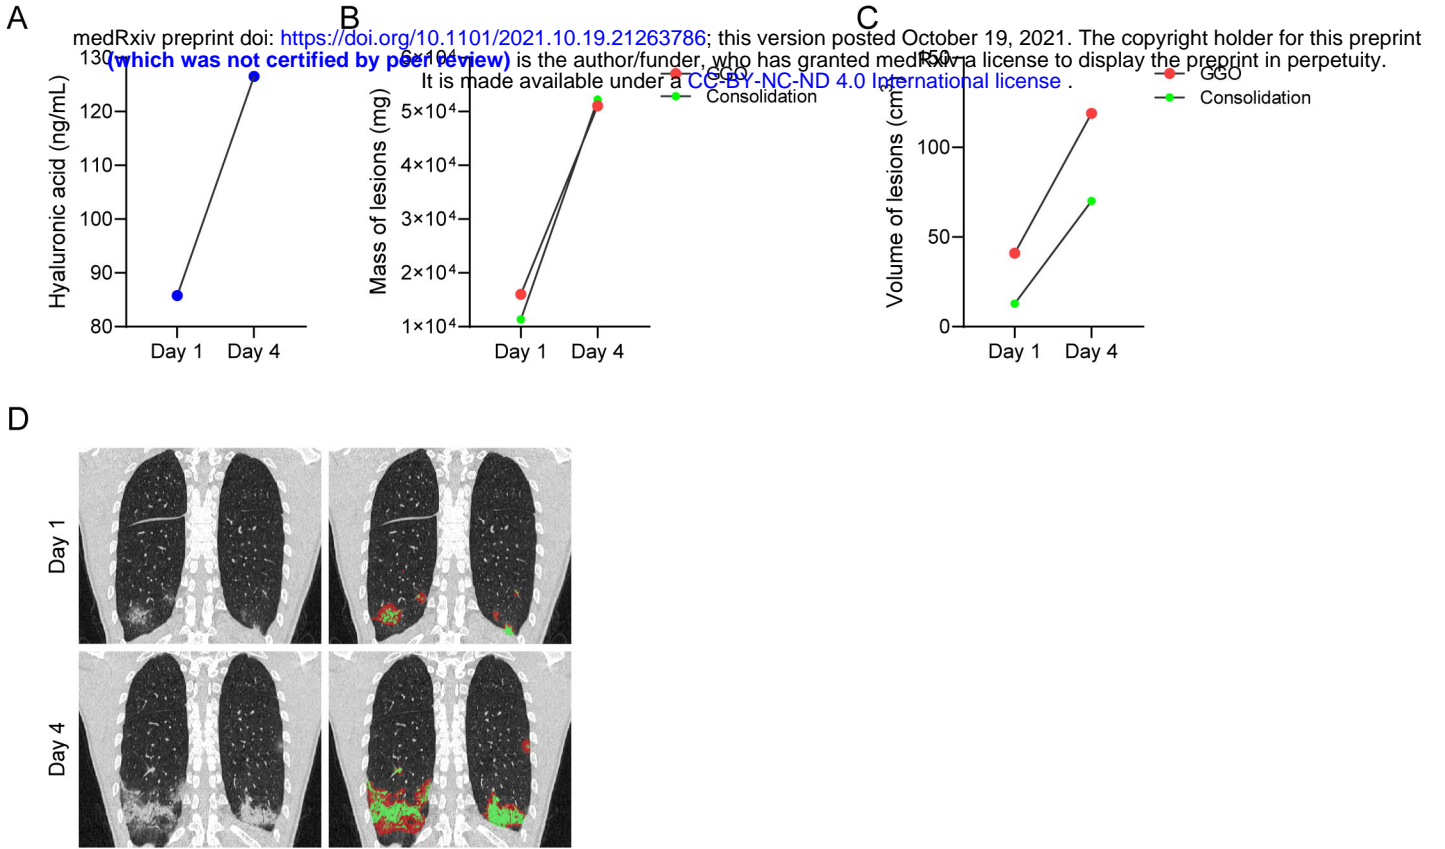 A
B
C
medRxiv preprint doi: https://doi.org/10.1101/2021.10.19.21263786; this version posted October 19, 2021. The copyright holder for this preprint
(which was not certified by peer review) is the author/funder, who has granted medRxiv a license to display the preprint in perpetuity.
It is made available under a CC-BY-NC-ND 4.0 International license .
Hyaluronic acid (ng/mL)
130
120
110
100
90
80
Day 1 Day 4
Mass of lesions (mg)
6×10⁴
5×10⁴
4×10⁴
3×10⁴
2×10⁴
1×10⁴
Day 1 Day 4
GGO
Consolidation
Volume of lesions (cm³)
150
100
50
0
Day 1 Day 4
GGO
Consolidation
D
Day 1
Day 4